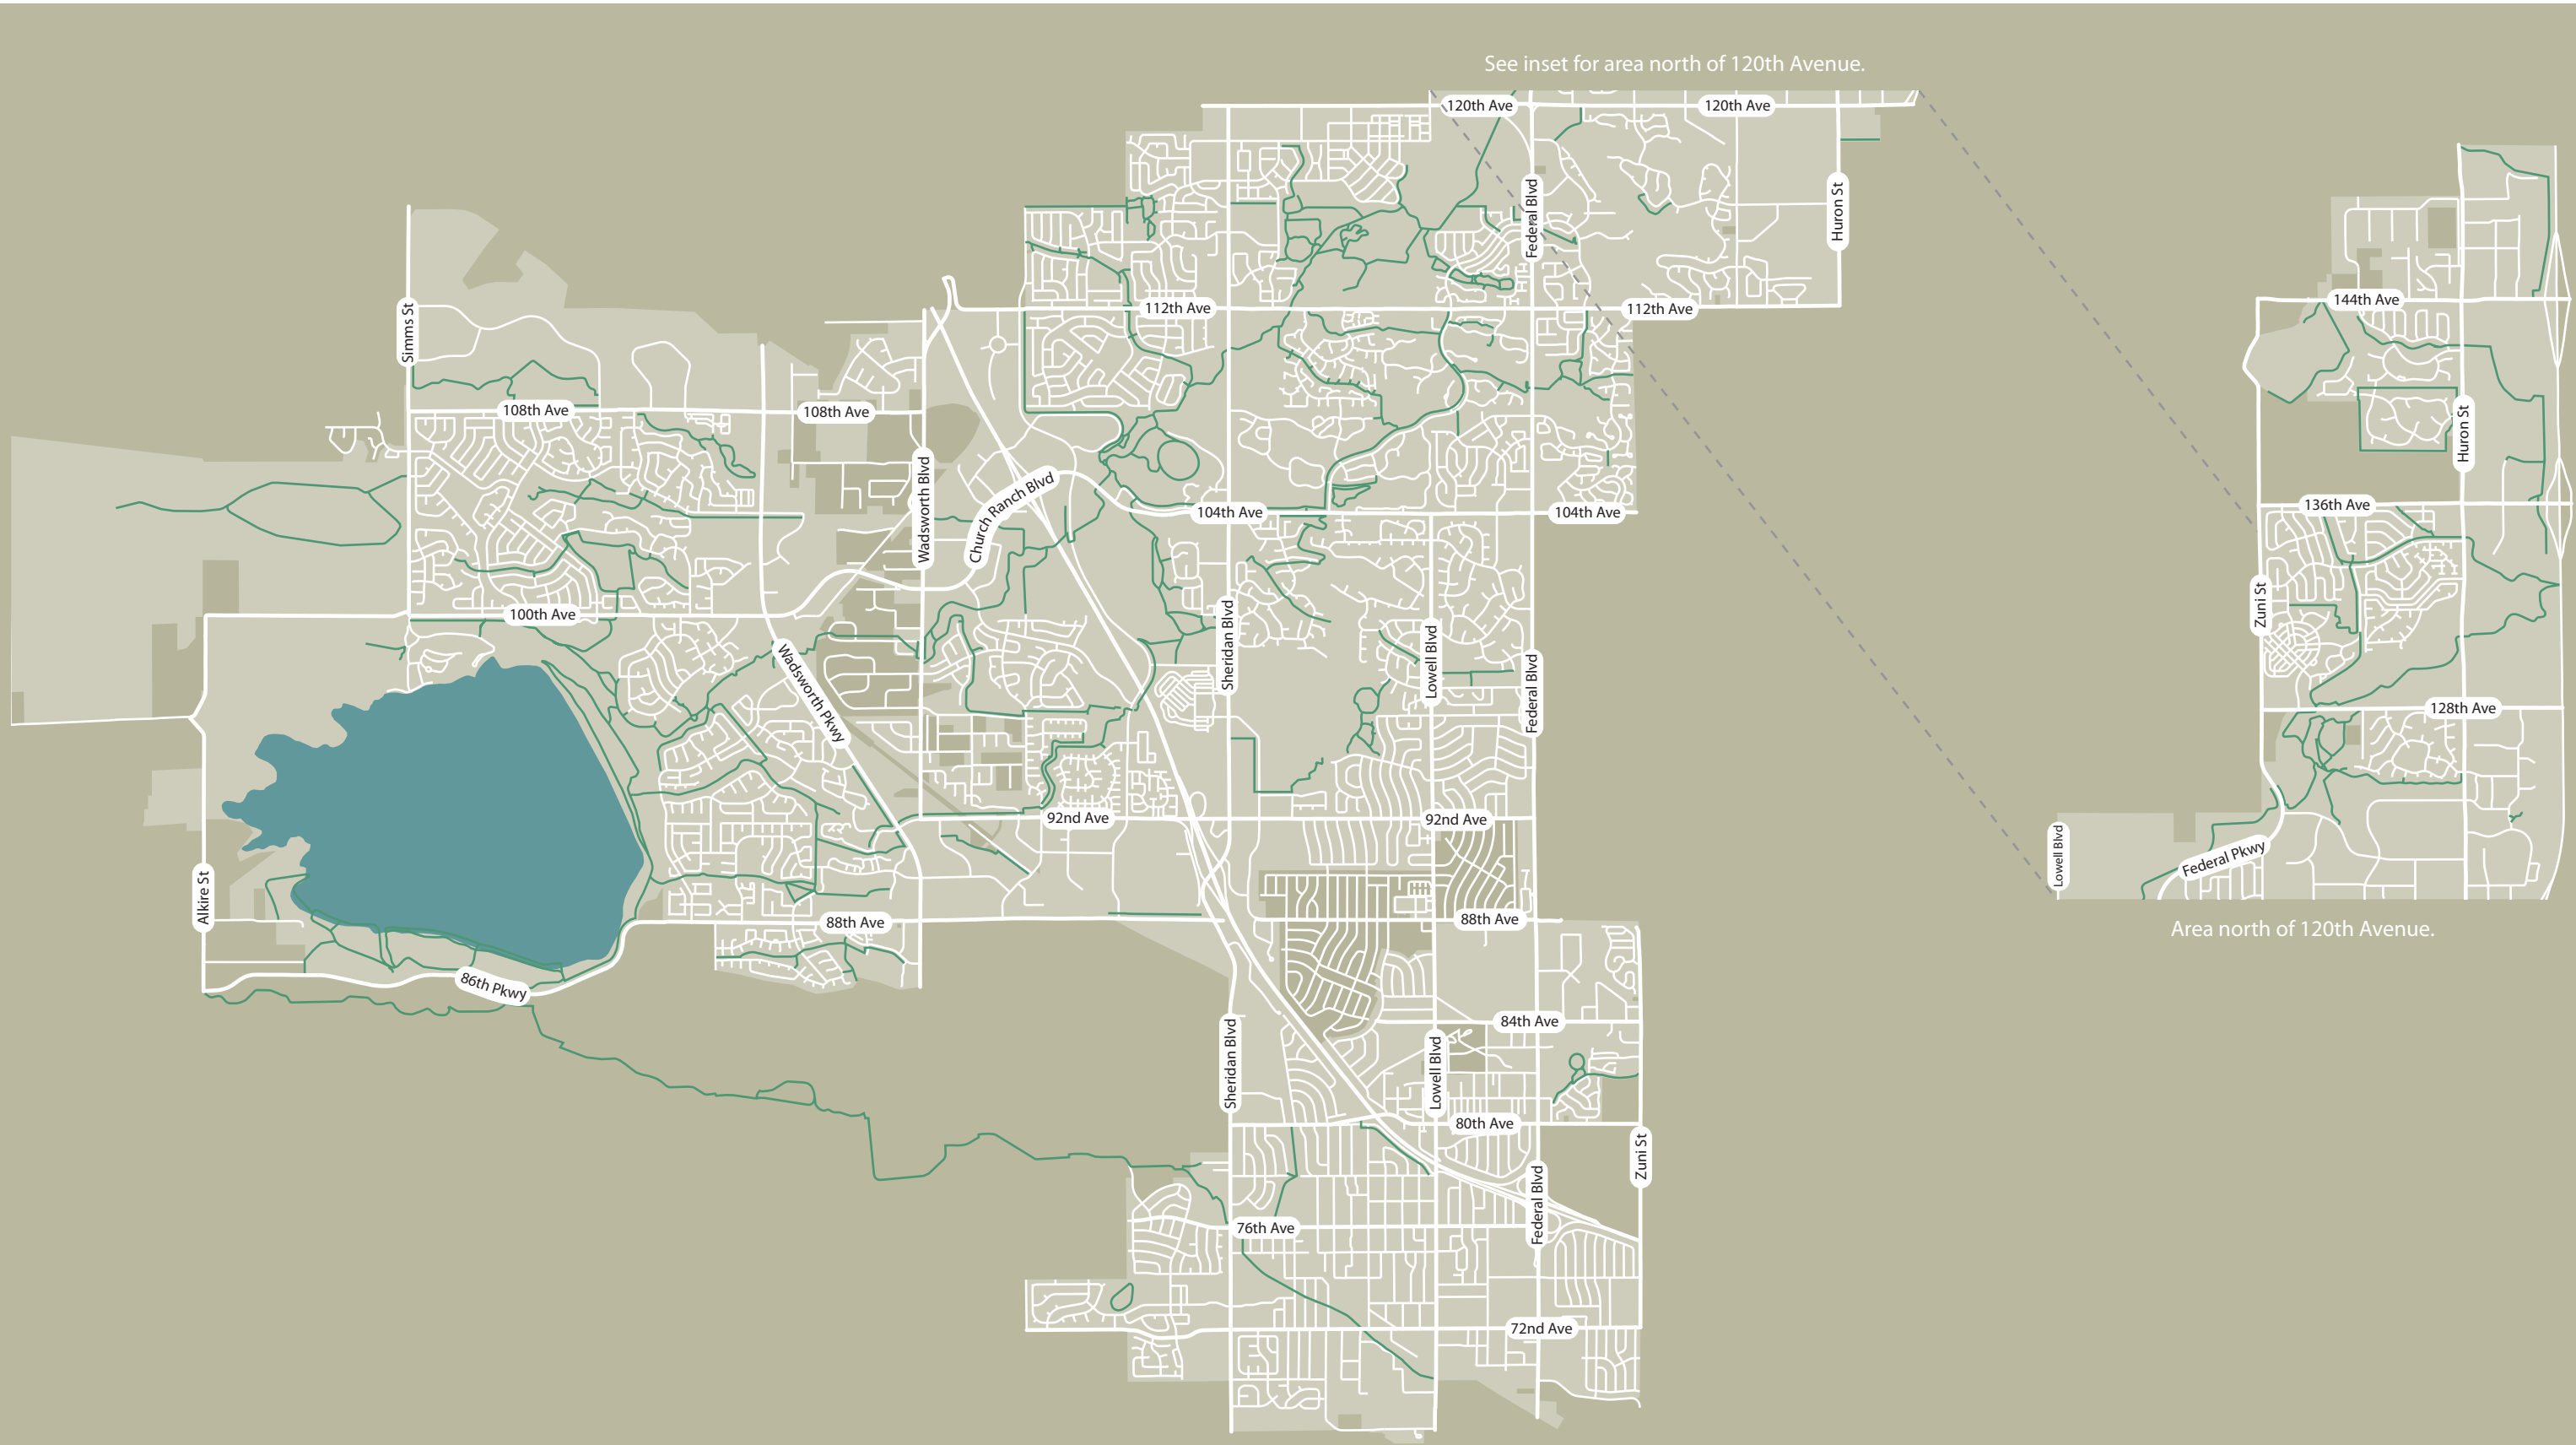 See inset for area north of 120th Avenue.
120th Ave
120th Ave
Federal Blvd
Huron St
Simms St
112th Ave
112th Ave
144th Ave
108th Ave
108th Ave
Huron St
Wadsworth Blvd
Church Ranch Blvd
104th Ave
104th Ave
136th Ave
100th Ave
Zuni St
Sheridan Blvd
Lowell Blvd
Federal Blvd
Wadsworth Pkwy
128th Ave
92nd Ave
92nd Ave
Lowell Blvd
Federal Pkwy
Alkire St
88th Ave
88th Ave
Area north of 120th Avenue.
86th Pkwy
84th Ave
Sheridan Blvd
Lowell Blvd
80th Ave
Zuni St
Federal Blvd
76th Ave
72nd Ave